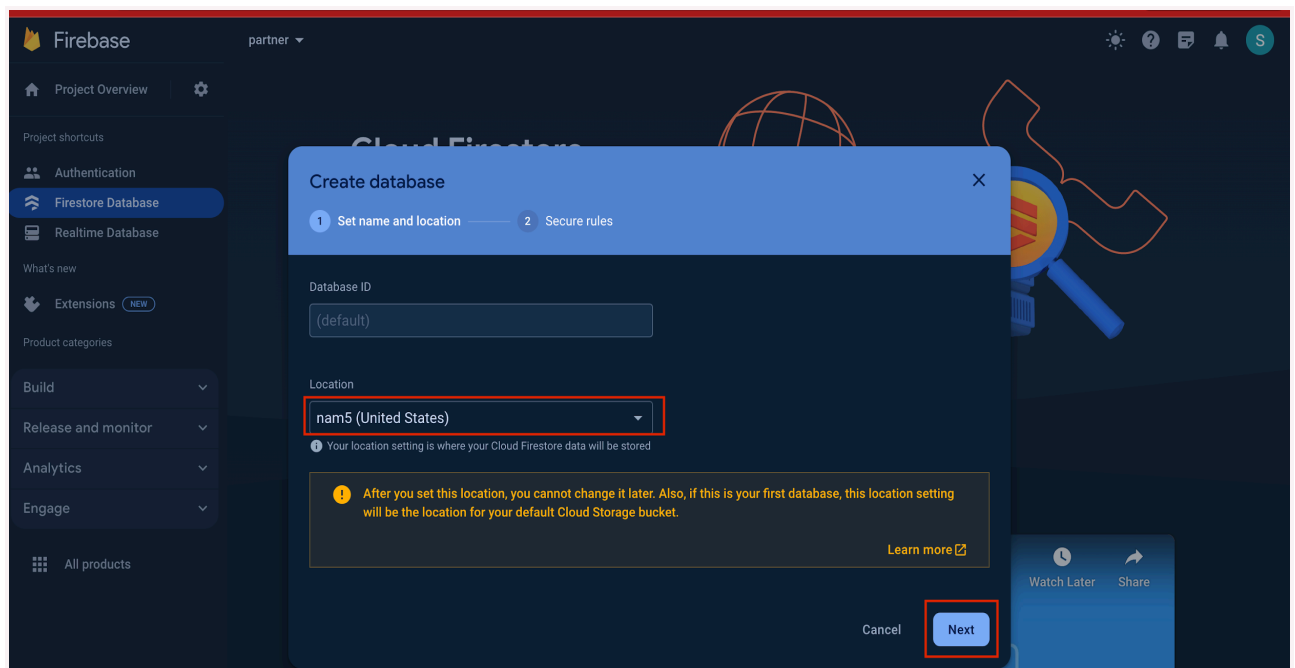 Firebase
partner
S
Project Overview
Project shortcuts
Authentication
Firestore Database
Realtime Database
What's new
Extensions NEW
Product categories
Build
Release and monitor
Analytics
Engage
All products
Cloud Firestore
Create database
1 Set name and location 2 Secure rules
Database ID
(default)
Location
nam5 (United States)
Your location setting is where your Cloud Firestore data will be stored
After you set this location, you cannot change it later. Also, if this is your first database, this location setting
will be the location for your default Cloud Storage bucket.
Learn more
Cancel Next
Watch Later Share